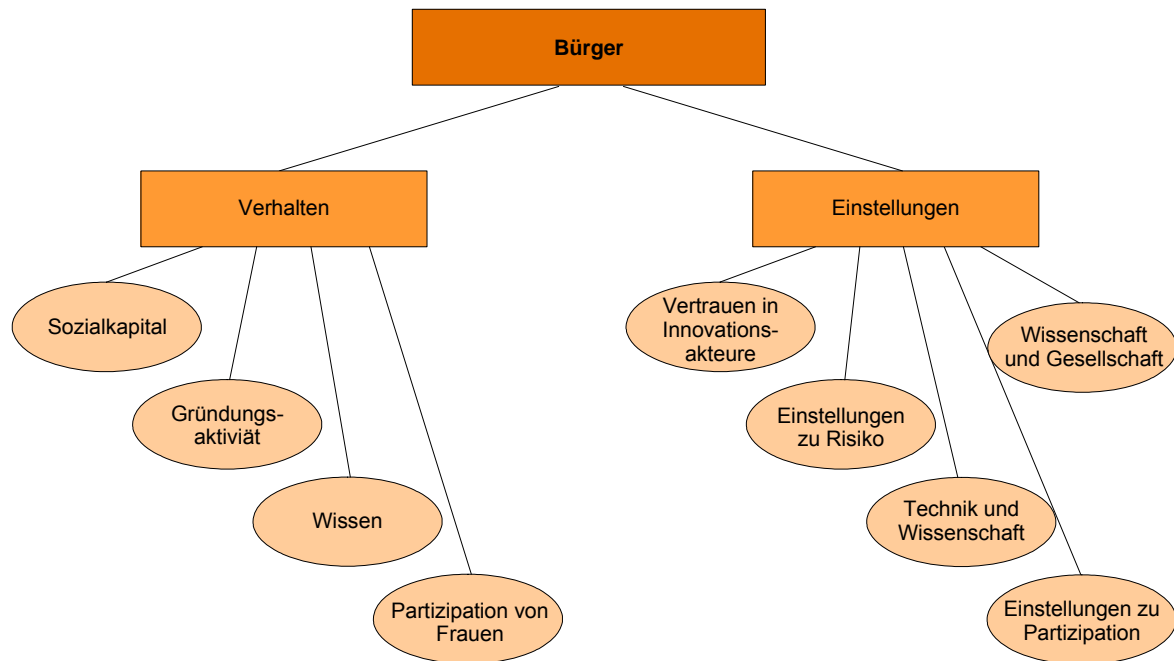 Bürger
Verhalten
Einstellungen
Sozialkapital
Gründungs-
aktiviät
Wissen
Partizipation von
Frauen
Vertrauen in
Innovations-
akteure
Einstellungen
zu Risiko
Technik und
Wissenschaft
Einstellungen zu
Partizipation
Wissenschaft
und Gesellschaft